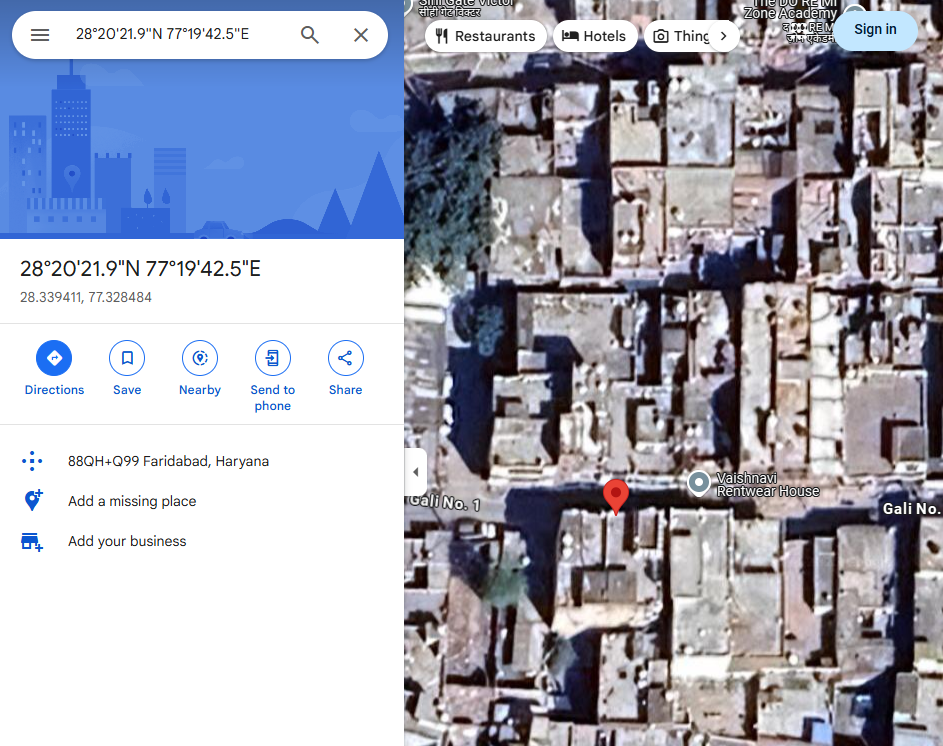 28°20'21.9"N 77°19'42.5"E
28°20'21.9"N 77°19'42.5"E
28.339411, 77.328484
Directions
Save
Nearby
Send to
phone
Share
88QH+Q99 Faridabad, Haryana
Add a missing place
Add your business
Sihi Gate Victor
सीही गेट विक्टर
Restaurants
Hotels
Thing
The DO RE MI
Zone Academy
Sign in
Vaishnavi
Rentwear House
Gali No. 1
Gali No.